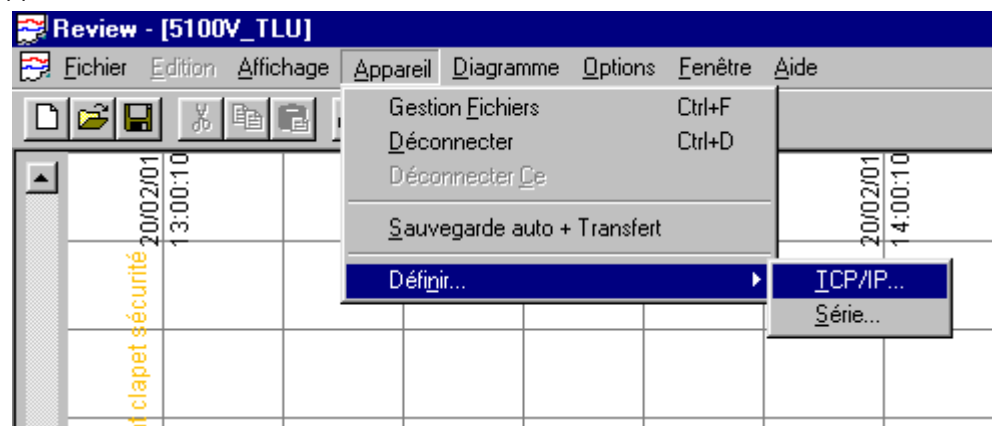 Review - [5100V_TLU]
Fichier Edition Affichage Appareil Diagramme Options Fenêtre Aide
Gestion Fichiers Ctrl+F
Déconnecter Ctrl+D
Déconnecter Ce
Sauvegarde auto + Transfert
Définir...
TCP/IP...
Série...
20/02/01
13:00:10
20/02/01
14:00:10
clapet sécurité